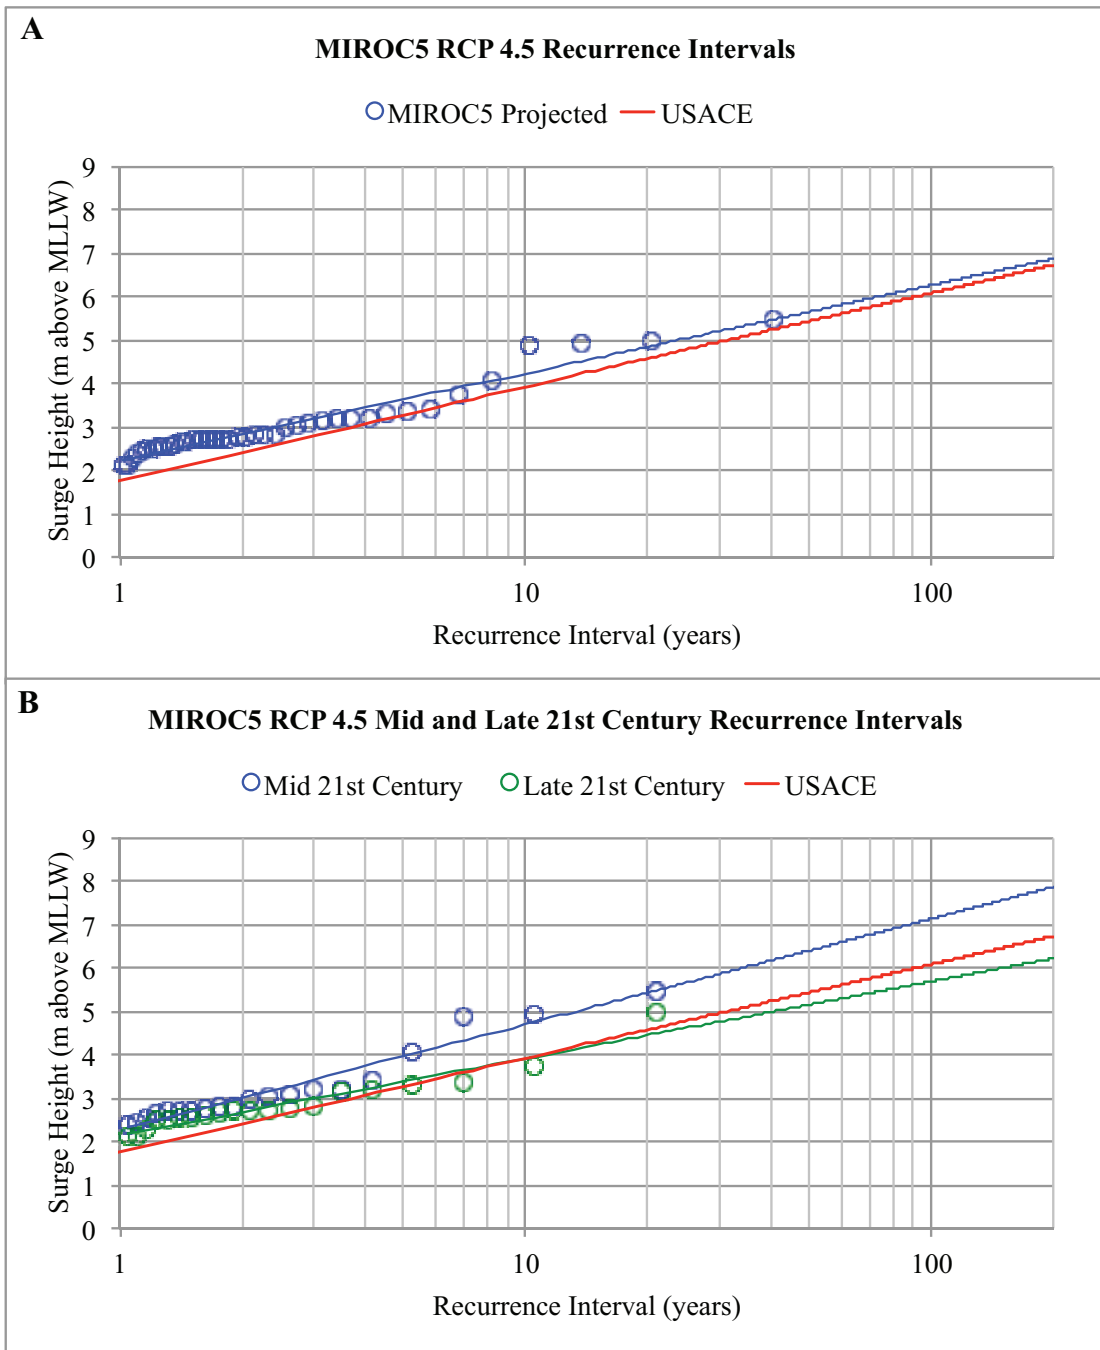 A
MIROC5 RCP 4.5 Recurrence Intervals
MIROC5 Projected USACE
Surge Height (m above MLLW)
9
8
7
6
5
4
3
2
1
0
1 10 100
Recurrence Interval (years)
B
MIROC5 RCP 4.5 Mid and Late 21st Century Recurrence Intervals
Mid 21st Century Late 21st Century USACE
Surge Height (m above MLLW)
9
8
7
6
5
4
3
2
1
0
1 10 100
Recurrence Interval (years)